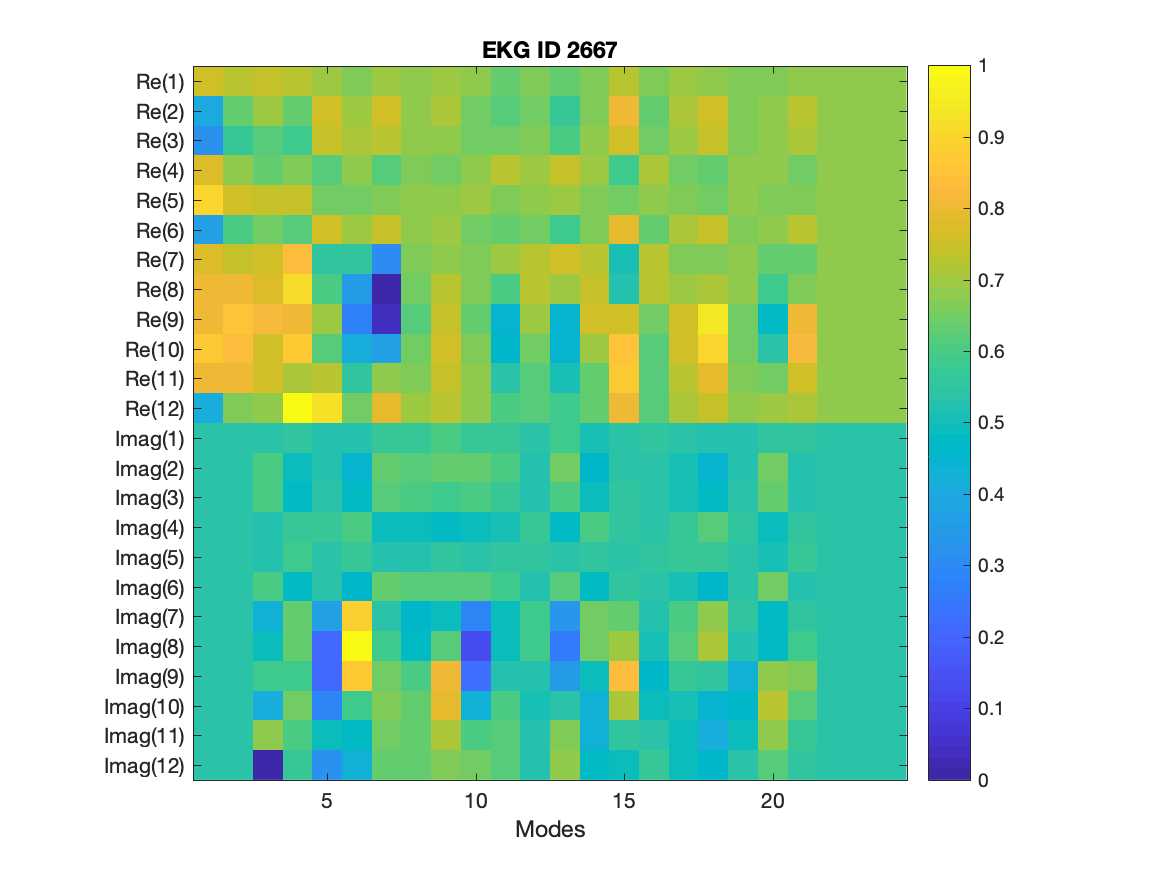 EKG ID 2667
Re(1)
Re(2)
Re(3)
Re(4)
Re(5)
Re(6)
Re(7)
Re(8)
Re(9)
Re(10)
Re(11)
Re(12)
Imag(1)
Imag(2)
Imag(3)
Imag(4)
Imag(5)
Imag(6)
Imag(7)
Imag(8)
Imag(9)
Imag(10)
Imag(11)
Imag(12)
5 10 15 20
Modes
1
0.9
0.8
0.7
0.6
0.5
0.4
0.3
0.2
0.1
0